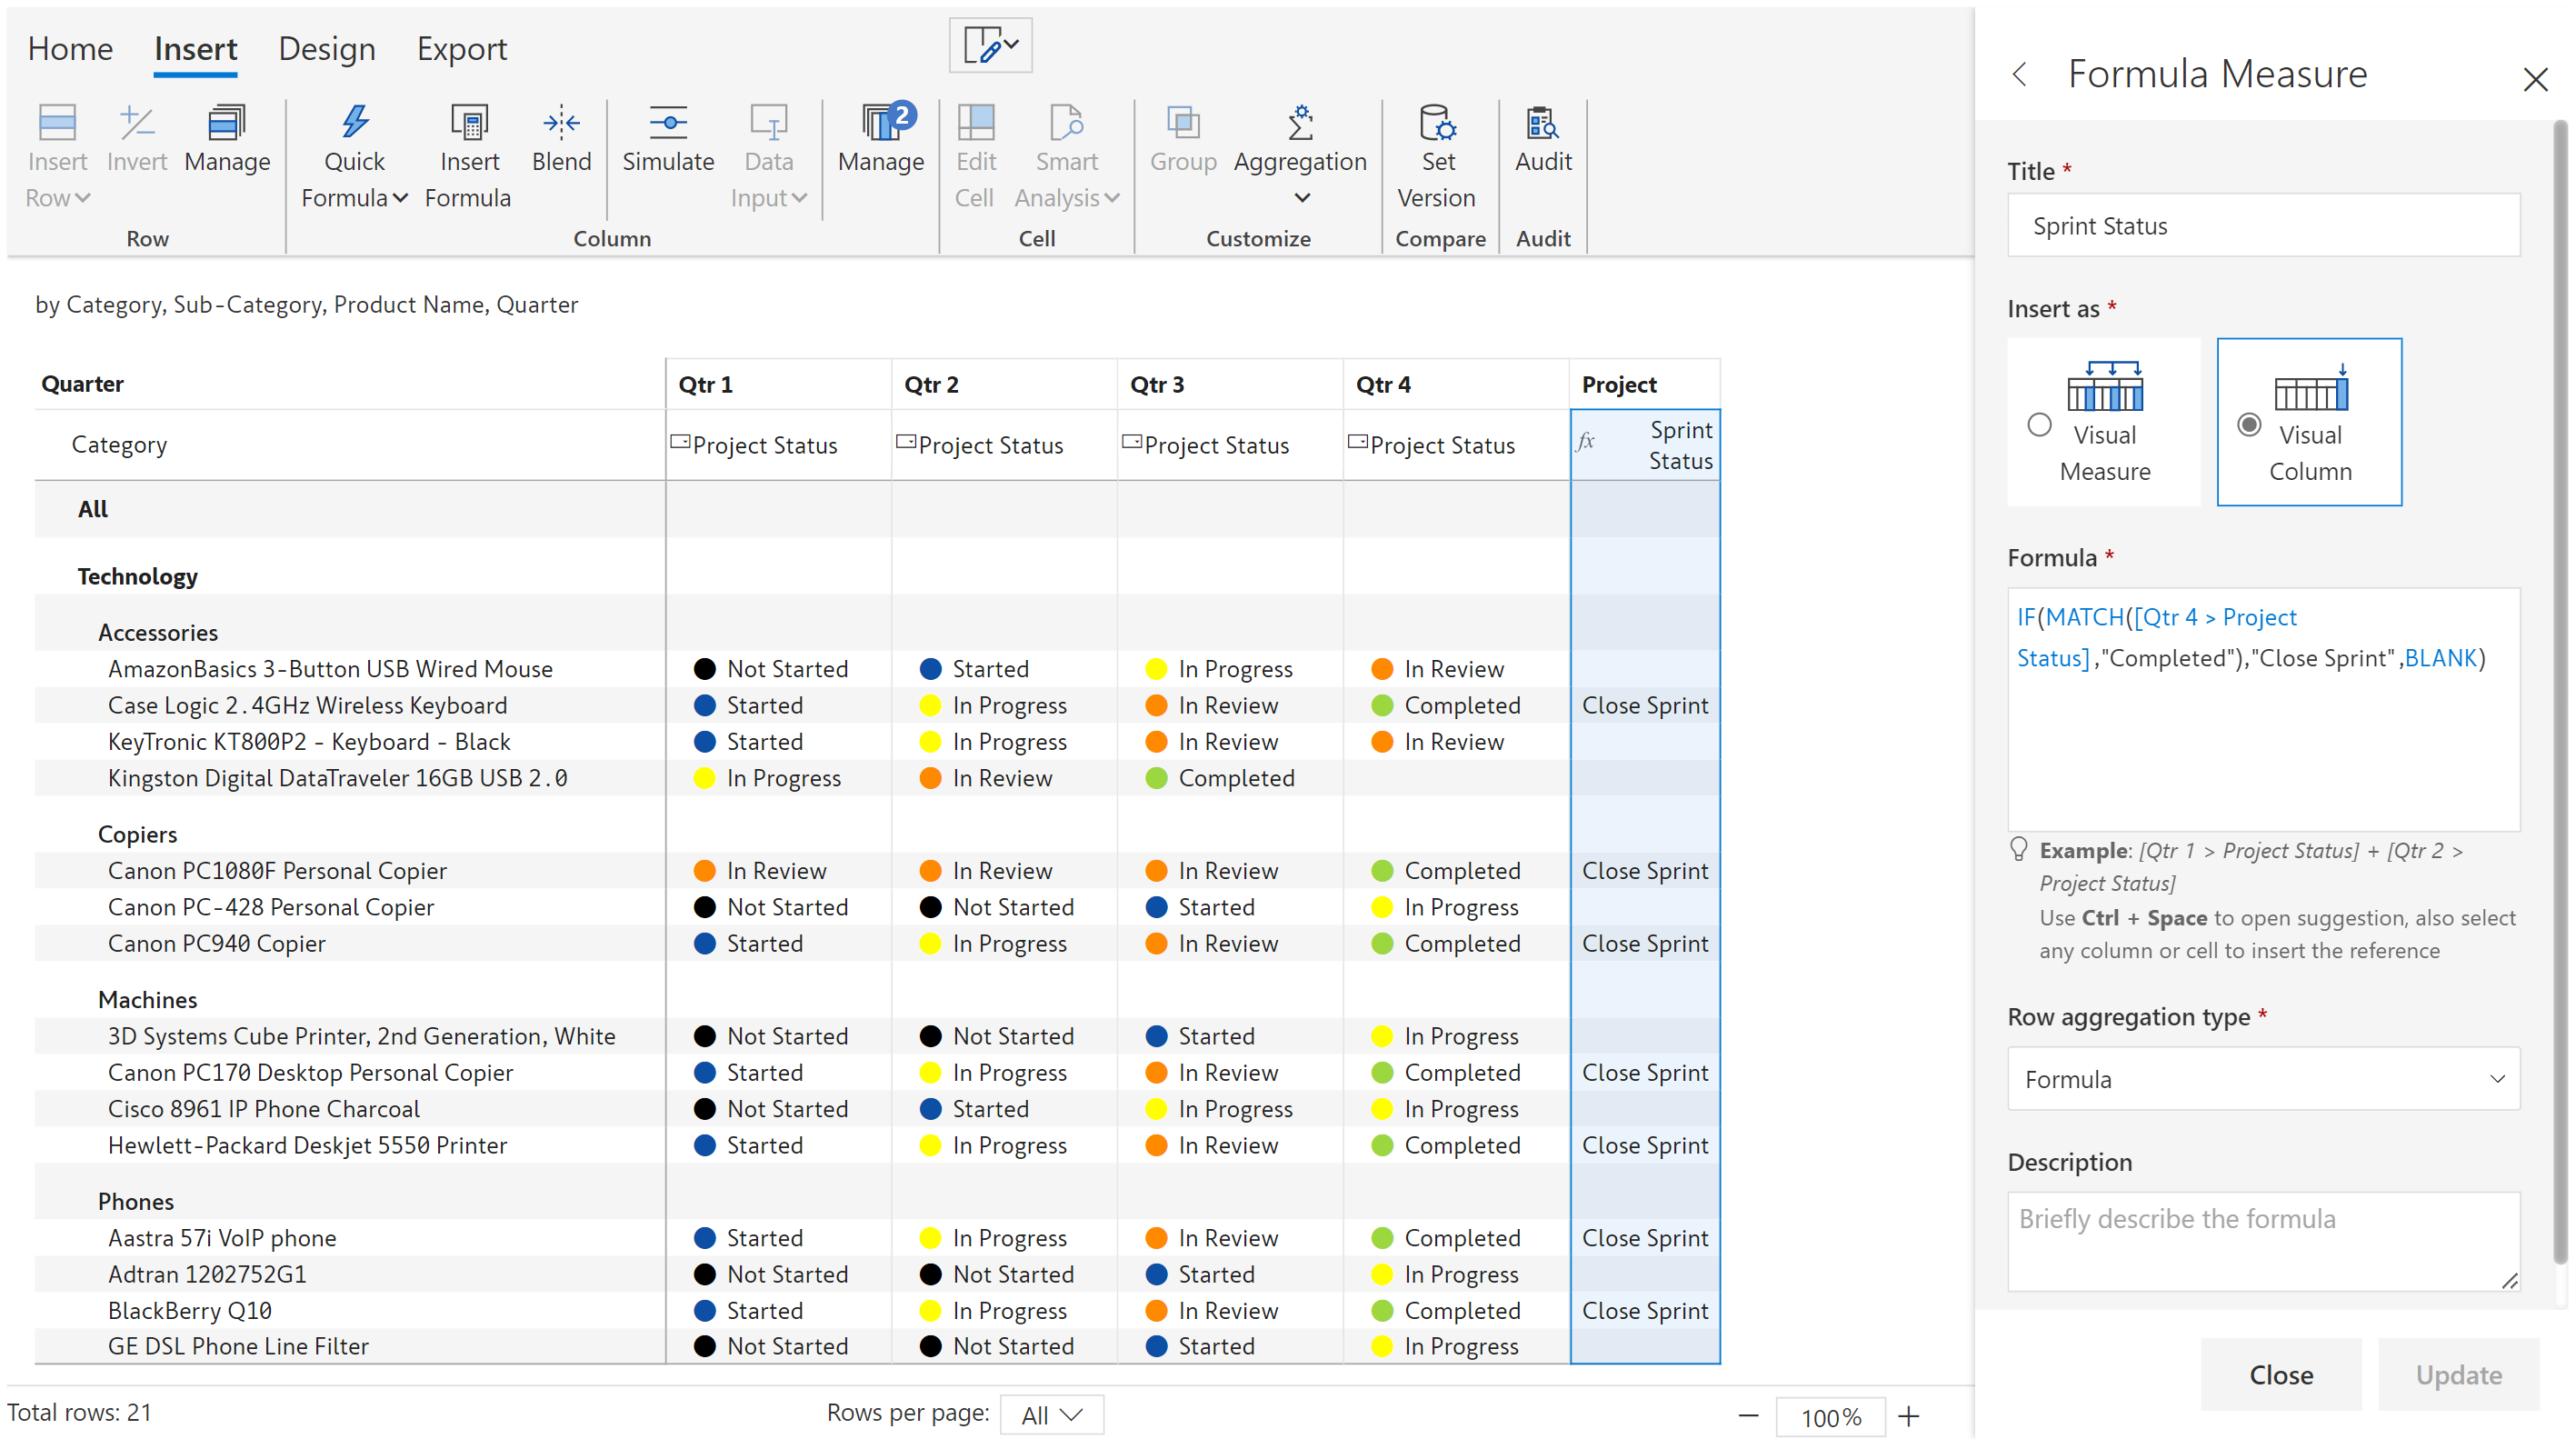 Home Insert Design Export
Insert Row
Invert
Manage
Row
Quick Formula
Insert Formula
Blend
Simulate
Data Input
Manage
2
Column
Edit Cell
Smart Analysis
Cell
Group
Aggregation
Customize
Set Version
Compare
Audit
Audit
by Category, Sub-Category, Product Name, Quarter
Quarter Qtr 1 Qtr 2 Qtr 3 Qtr 4 Project
Category Project Status Project Status Project Status Project Status fx Sprint Status
All
Technology
Accessories
AmazonBasics 3-Button USB Wired Mouse Not Started Started In Progress In Review
Case Logic 2.4GHz Wireless Keyboard Started In Progress In Review Completed Close Sprint
KeyTronic KT800P2 - Keyboard - Black Started In Progress In Review In Review
Kingston Digital DataTraveler 16GB USB 2.0 In Progress In Review Completed
Copiers
Canon PC1080F Personal Copier In Review In Review In Review Completed Close Sprint
Canon PC-428 Personal Copier Not Started Not Started Started In Progress
Canon PC940 Copier Started In Progress In Review Completed Close Sprint
Machines
3D Systems Cube Printer, 2nd Generation, White Not Started Not Started Started In Progress
Canon PC170 Desktop Personal Copier Started In Progress In Review Completed Close Sprint
Cisco 8961 IP Phone Charcoal Not Started Started In Progress In Progress
Hewlett-Packard Deskjet 5550 Printer Started In Progress In Review Completed Close Sprint
Phones
Aastra 57i VoIP phone Started In Progress In Review Completed Close Sprint
Adtran 1202752G1 Not Started Not Started Started In Progress
BlackBerry Q10 Started In Progress In Review Completed Close Sprint
GE DSL Phone Line Filter Not Started Not Started Started In Progress
Total rows: 21 Rows per page: All 100%
Formula Measure
Title *
Sprint Status
Insert as *
Visual Measure
Visual Column
Formula *
IF(MATCH([Qtr 4 > Project
Status] ,"Completed"),"Close Sprint" ,BLANK)
Example: [Qtr 1 > Project Status] + [Qtr 2 >
Project Status]
Use Ctrl + Space to open suggestion, also select
any column or cell to insert the reference
Row aggregation type *
Formula
Description
Briefly describe the formula
Close Update